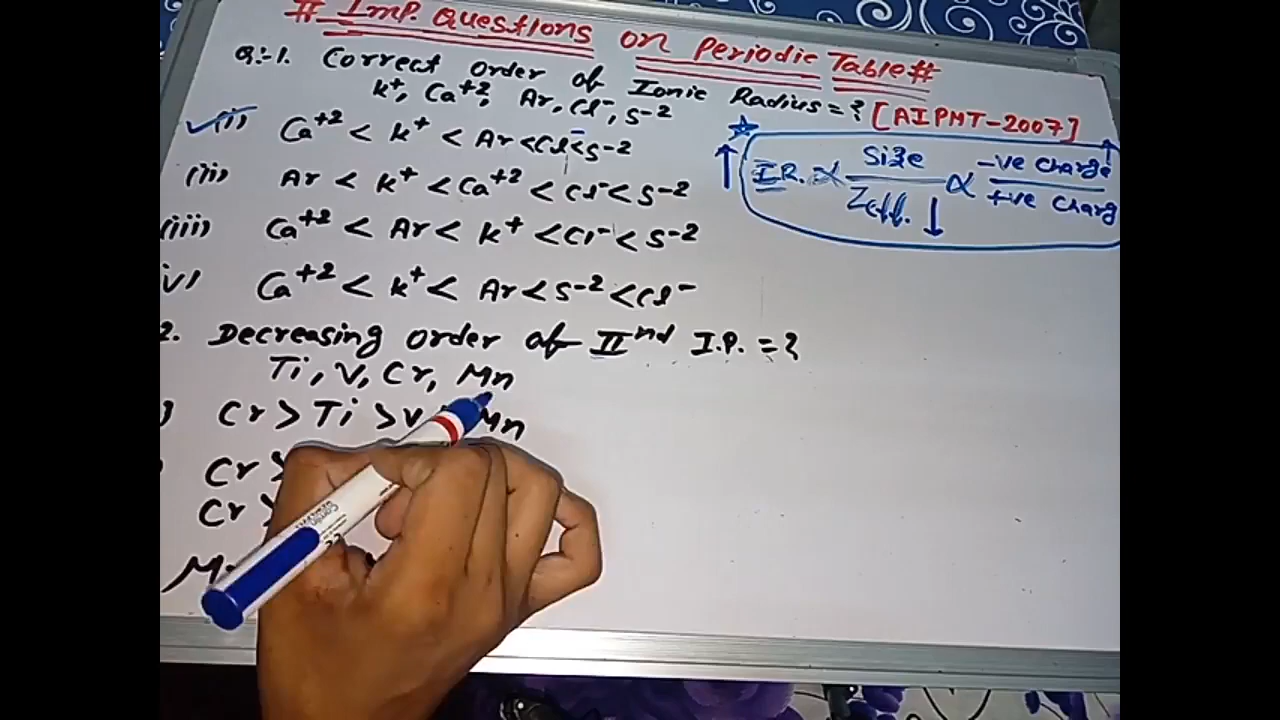 # Imp. Questions on Periodic Table #
Q:-1. Correct order of Ionic Radius = ? [AIPMT-2007]
K+, Ca+2, Ar, Cl-, S-2
(i) Ca+2 < K+ < Ar < Cl- < S-2
(ii) Ar < K+ < Ca+2 < Cl- < S-2
(iii) Ca+2 < Ar < K+ < Cl- < S-2
iv) Ca+2 < K+ < Ar < S-2 < Cl-
I.R. ∝ Size / Zeff. ∝ -ve charge / +ve charg
2. Decreasing order of IInd I.P. = ?
Ti, V, Cr, Mn
) Cr > Ti > V Mn
Cr >
Cr >